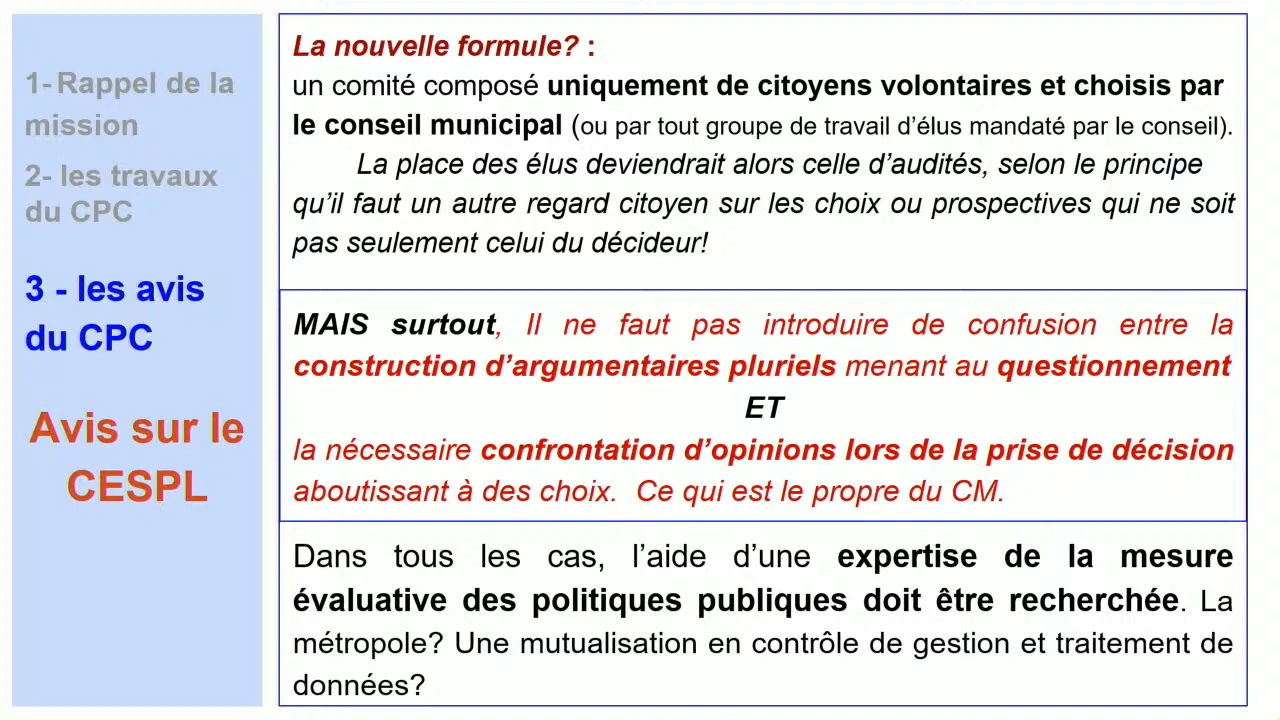 1- Rappel de la
mission
2- les travaux
du CPC
3 - les avis
du CPC
Avis sur le
CESPL
La nouvelle formule? :
un comité composé uniquement de citoyens volontaires et choisis par
le conseil municipal (ou par tout groupe de travail d’élus mandaté par le conseil).
La place des élus deviendrait alors celle d’audités, selon le principe
qu’il faut un autre regard citoyen sur les choix ou prospectives qui ne soit
pas seulement celui du décideur!
MAIS surtout, Il ne faut pas introduire de confusion entre la
construction d’argumentaires pluriels menant au questionnement
ET
la nécessaire confrontation d’opinions lors de la prise de décision
aboutissant à des choix. Ce qui est le propre du CM.
Dans tous les cas, l’aide d’une expertise de la mesure
évaluative des politiques publiques doit être recherchée. La
métropole? Une mutualisation en contrôle de gestion et traitement de
données?